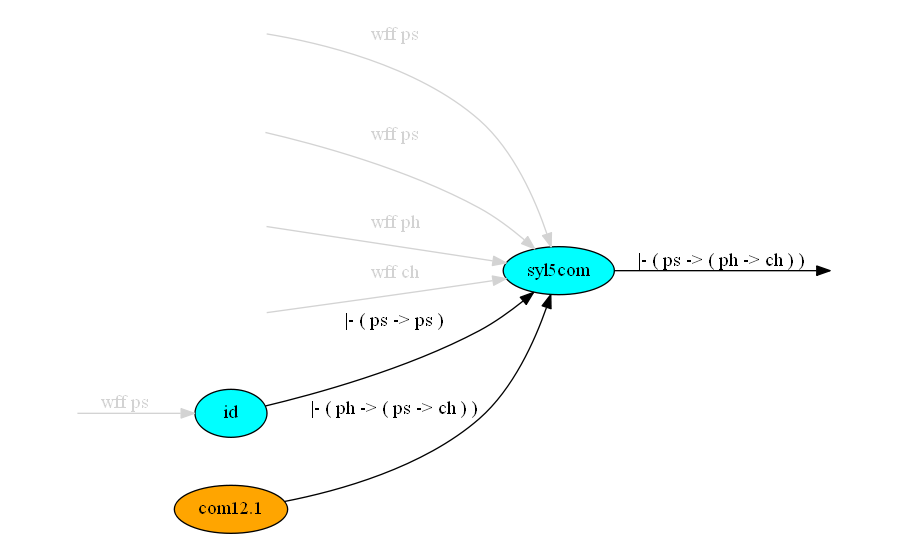 wff ps
wff ps
wff ph
|- ( ps -> ( ph -> ch ) )
syl5com
wff ch
|- ( ps -> ps )
wff ps
id
|- ( ph -> ( ps -> ch ) )
com12.1